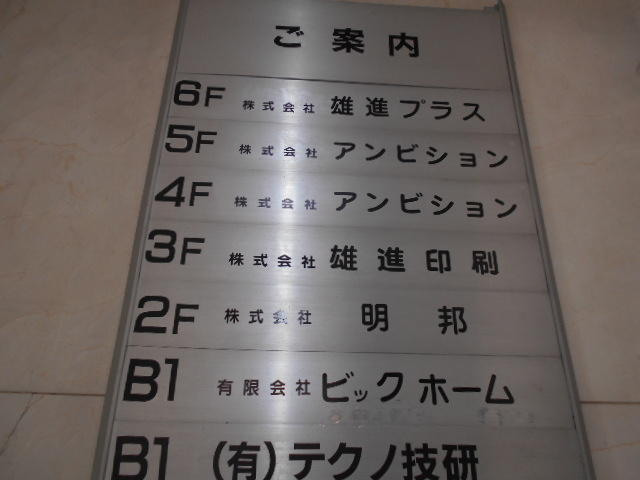 ご案内
6F 株式会社 雄進プラス
5F 株式会社 アンビション
4F 株式会社 アンビション
3F 株式会社 雄進印刷
2F 株式会社 明邦
B1 有限会社 ビックホーム
B1 (有)テクノ技研